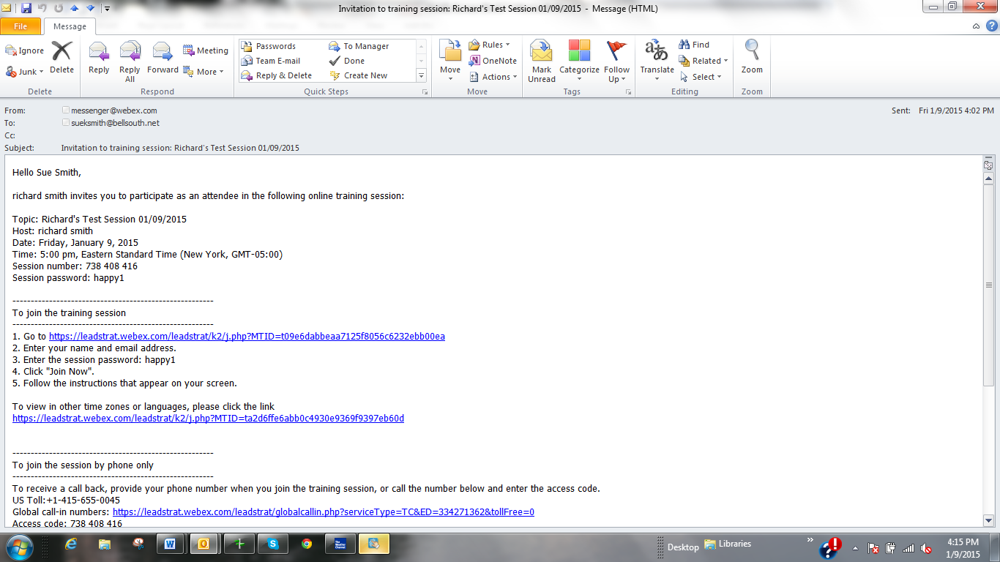 Invitation to training session: Richard's Test Session 01/09/2015 - Message (HTML)
File Message
Ignore
Junk
Delete
Delete
Reply
Reply All
Forward
Meeting
More
Respond
Passwords
Team E-mail
Reply & Delete
To Manager
Done
Create New
Quick Steps
Move
Rules
OneNote
Actions
Move
Mark Unread
Categorize
Follow Up
Tags
Translate
Find
Related
Select
Editing
Zoom
Zoom
From: messenger@webex.com
Sent: Fri 1/9/2015 4:02 PM
To: sueksmith@bellsouth.net
Cc:
Subject: Invitation to training session: Richard's Test Session 01/09/2015
Hello Sue Smith,
richard smith invites you to participate as an attendee in the following online training session:
Topic: Richard's Test Session 01/09/2015
Host: richard smith
Date: Friday, January 9, 2015
Time: 5:00 pm, Eastern Standard Time (New York, GMT-05:00)
Session number: 738 408 416
Session password: happy1
-------------------------------------------------------
To join the training session
-------------------------------------------------------
1. Go to https://leadstrat.webex.com/leadstrat/k2/j.php?MTID=t09e6dabbeaa7125f8056c6232ebb00ea
2. Enter your name and email address.
3. Enter the session password: happy1
4. Click "Join Now".
5. Follow the instructions that appear on your screen.
To view in other time zones or languages, please click the link
https://leadstrat.webex.com/leadstrat/k2/j.php?MTID=ta2d6ffe6abb0c4930e9369f9397eb60d
-------------------------------------------------------
To join the session by phone only
-------------------------------------------------------
To receive a call back, provide your phone number when you join the training session, or call the number below and enter the access code.
US Toll:+1-415-655-0045
Global call-in numbers: https://leadstrat.webex.com/leadstrat/globalcallin.php?serviceType=TC&ED=334271362&tollFree=0
Access code: 738 408 416
Desktop
Libraries
4:15 PM
1/9/2015